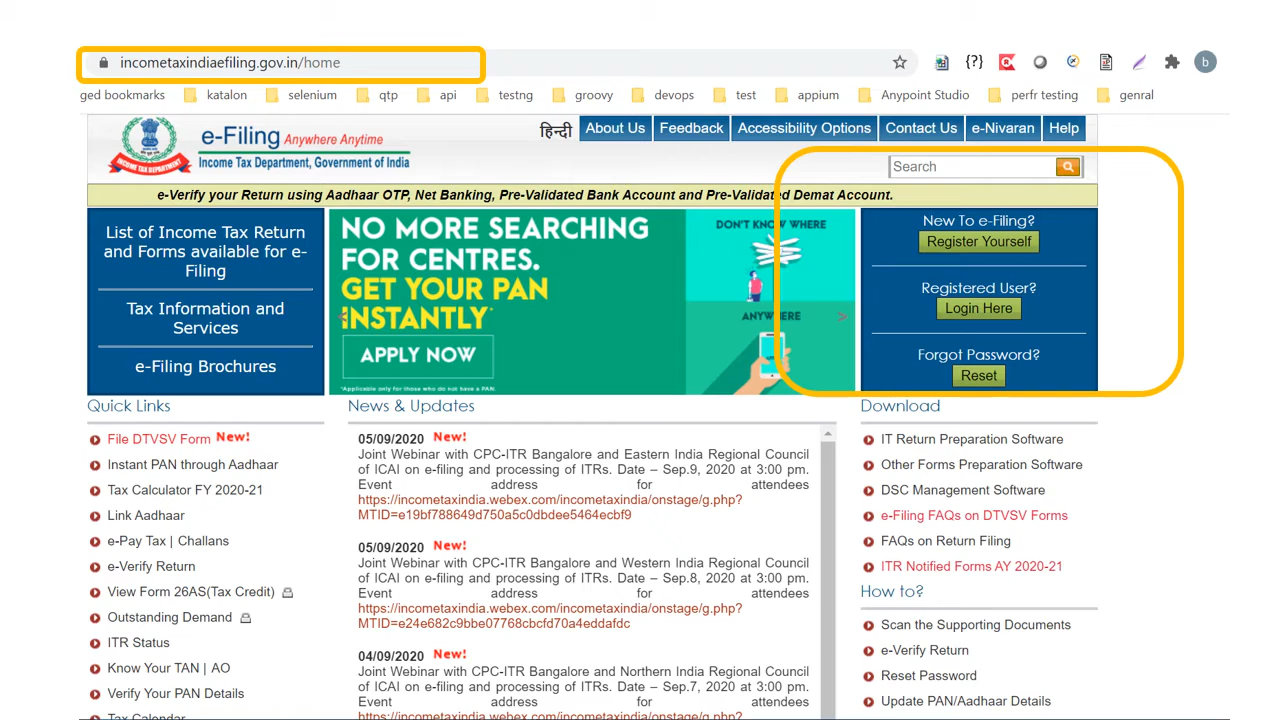 incometaxindiaefiling.gov.in/home
{?}
b
ged bookmarks katalon selenium qtp api testng groovy devops test appium Anypoint Studio perfr testing genral
e-Filing Anywhere Anytime
Income Tax Department, Government of India
INCOME TAX DEPARTMENT
हिन्दी About Us Feedback Accessibility Options Contact Us e-Nivaran Help
Search
e-Verify your Return using Aadhaar OTP, Net Banking, Pre-Validated Bank Account and Pre-Validated Demat Account.
List of Income Tax Return
and Forms available for e-
Filing
Tax Information and
Services
e-Filing Brochures
NO MORE SEARCHING
FOR CENTRES.
GET YOUR PAN
INSTANTLY*
APPLY NOW
*Applicable only for those who do not have a PAN.
DON'T KNOW WHERE
ANYWHERE
New To e-Filing?
Register Yourself
Registered User?
Login Here
Forgot Password?
Reset
Quick Links
File DTVSV Form New!
Instant PAN through Aadhaar
Tax Calculator FY 2020-21
Link Aadhaar
e-Pay Tax | Challans
e-Verify Return
View Form 26AS(Tax Credit)
Outstanding Demand
ITR Status
Know Your TAN | AO
Verify Your PAN Details
Tax Calendar
News & Updates
05/09/2020 New!
Joint Webinar with CPC-ITR Bangalore and Eastern India Regional Council
of ICAI on e-filing and processing of ITRs. Date – Sep.9, 2020 at 3:00 pm.
Event address for attendees
https://incometaxindia.webex.com/incometaxindia/onstage/g.php?
MTID=e19bf788649d750a5c0dbdee5464ecbf9
05/09/2020 New!
Joint Webinar with CPC-ITR Bangalore and Western India Regional Council
of ICAI on e-filing and processing of ITRs. Date – Sep.8, 2020 at 3:00 pm.
Event address for attendees
https://incometaxindia.webex.com/incometaxindia/onstage/g.php?
MTID=e24e682c9bbe07768cbcfd70a4eddafdc
04/09/2020 New!
Joint Webinar with CPC-ITR Bangalore and Northern India Regional Council
of ICAI on e-filing and processing of ITRs. Date – Sep.7, 2020 at 3:00 pm.
Event address for attendees
https://incometaxindia.webex.com/incometaxindia/onstage/g.php?
Download
IT Return Preparation Software
Other Forms Preparation Software
DSC Management Software
e-Filing FAQs on DTVSV Forms
FAQs on Return Filing
ITR Notified Forms AY 2020-21
How to?
Scan the Supporting Documents
e-Verify Return
Reset Password
Update PAN/Aadhaar Details